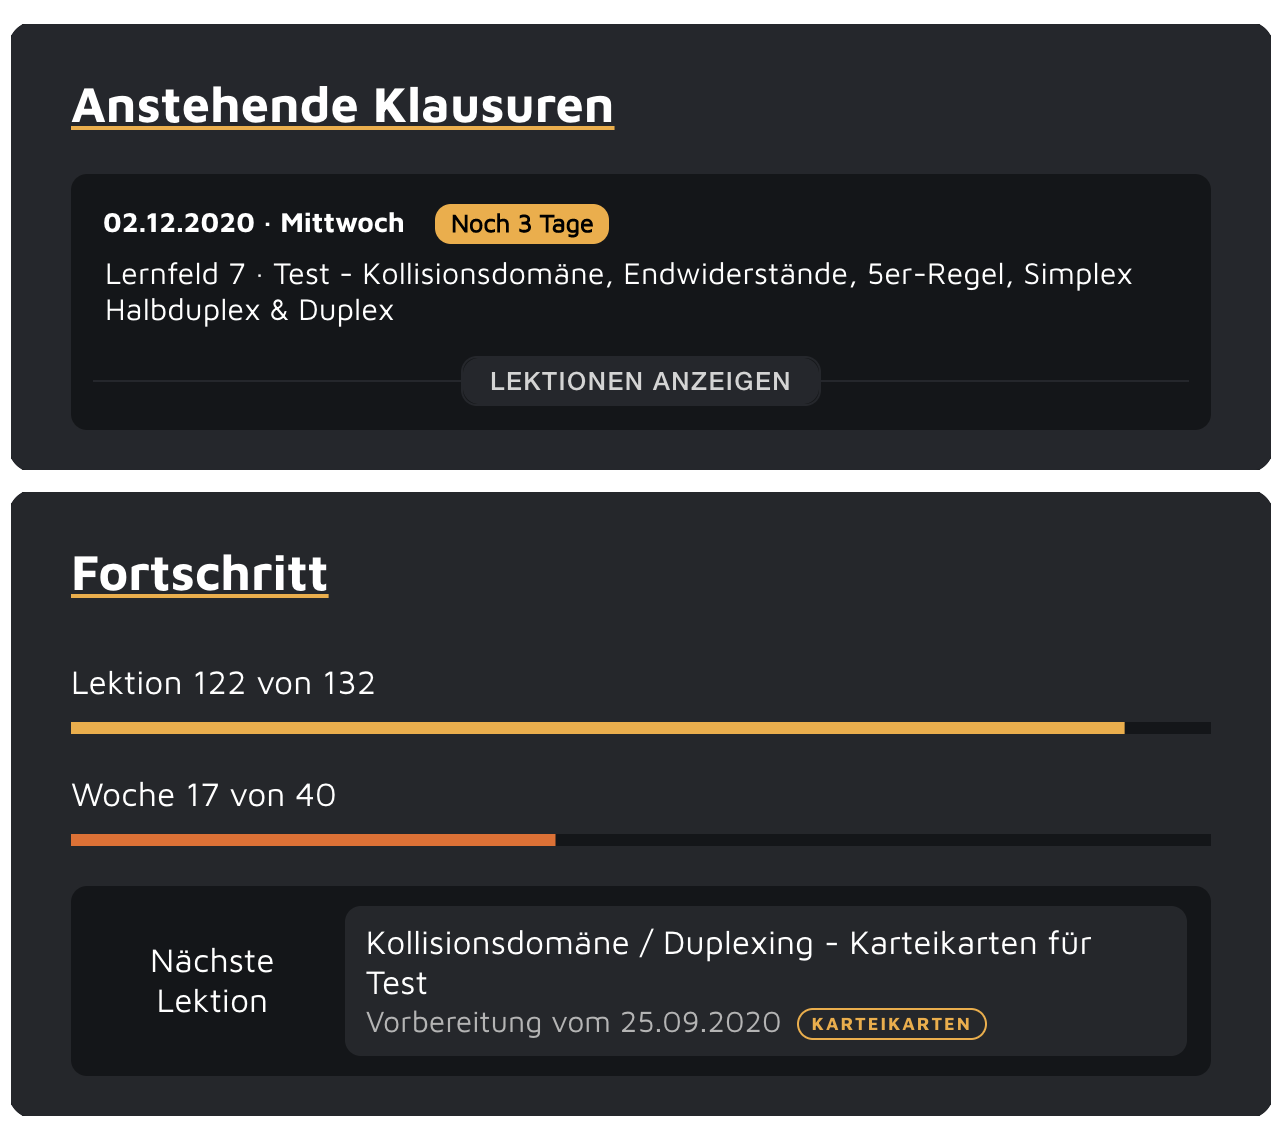 Anstehende Klausuren
02.12.2020 · Mittwoch Noch 3 Tage
Lernfeld 7 · Test - Kollisionsdomäne, Endwiderstände, 5er-Regel, Simplex
Halbduplex & Duplex
LEKTIONEN ANZEIGEN
Fortschritt
Lektion 122 von 132
Woche 17 von 40
Nächste
Lektion
Kollisionsdomäne / Duplexing - Karteikarten für
Test
Vorbereitung vom 25.09.2020 KARTEIKARTEN